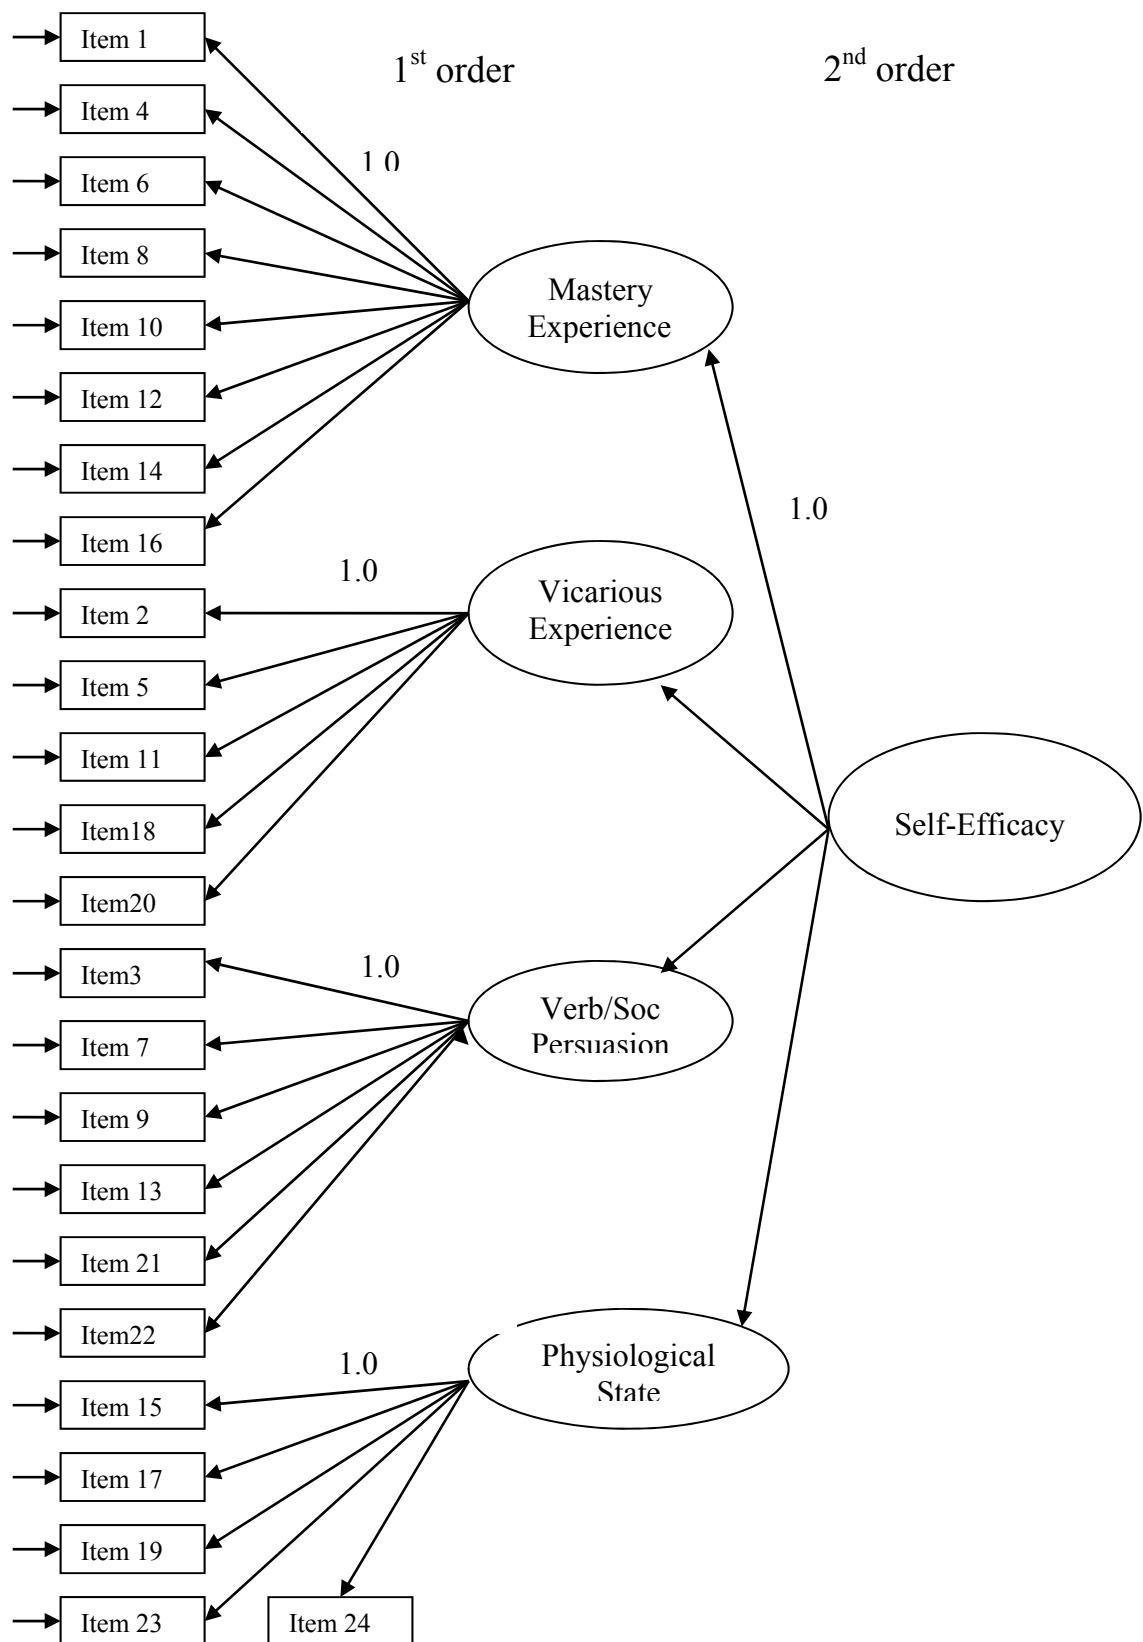 Item 1
1st order
2nd order
Item 4
1.0
Item 6
Item 8
Mastery
Experience
Item 10
Item 12
Item 14
1.0
Item 16
1.0
Vicarious
Experience
Item 2
Item 5
Item 11
Item18
Self-Efficacy
Item20
Item3
1.0
Verb/Soc
Persuasion
Item 7
Item 9
Item 13
Item 21
Item22
Physiological
State
1.0
Item 15
Item 17
Item 19
Item 23
Item 24